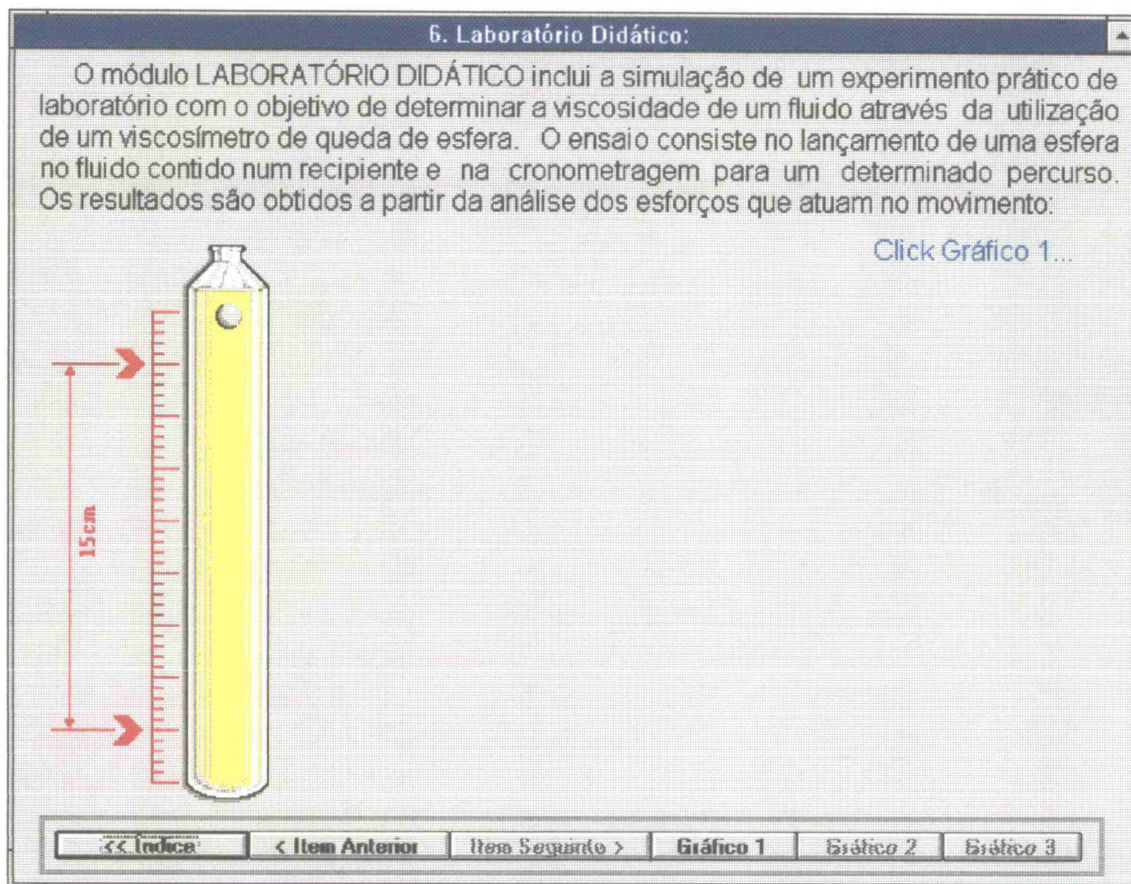 6. Laboratório Didático:
O módulo LABORATÓRIO DIDÁTICO inclui a simulação de um experimento prático de
laboratório com o objetivo de determinar a viscosidade de um fluido através da utilização
de um viscosímetro de queda de esfera. O ensaio consiste no lançamento de uma esfera
no fluido contido num recipiente e na cronometragem para um determinado percurso.
Os resultados são obtidos a partir da análise dos esforços que atuam no movimento:
Click Gráfico 1...
15cm
<< Índice
< Item Anterior
Item Seguinte >
Gráfico 1
Gráfico 2
Gráfico 3